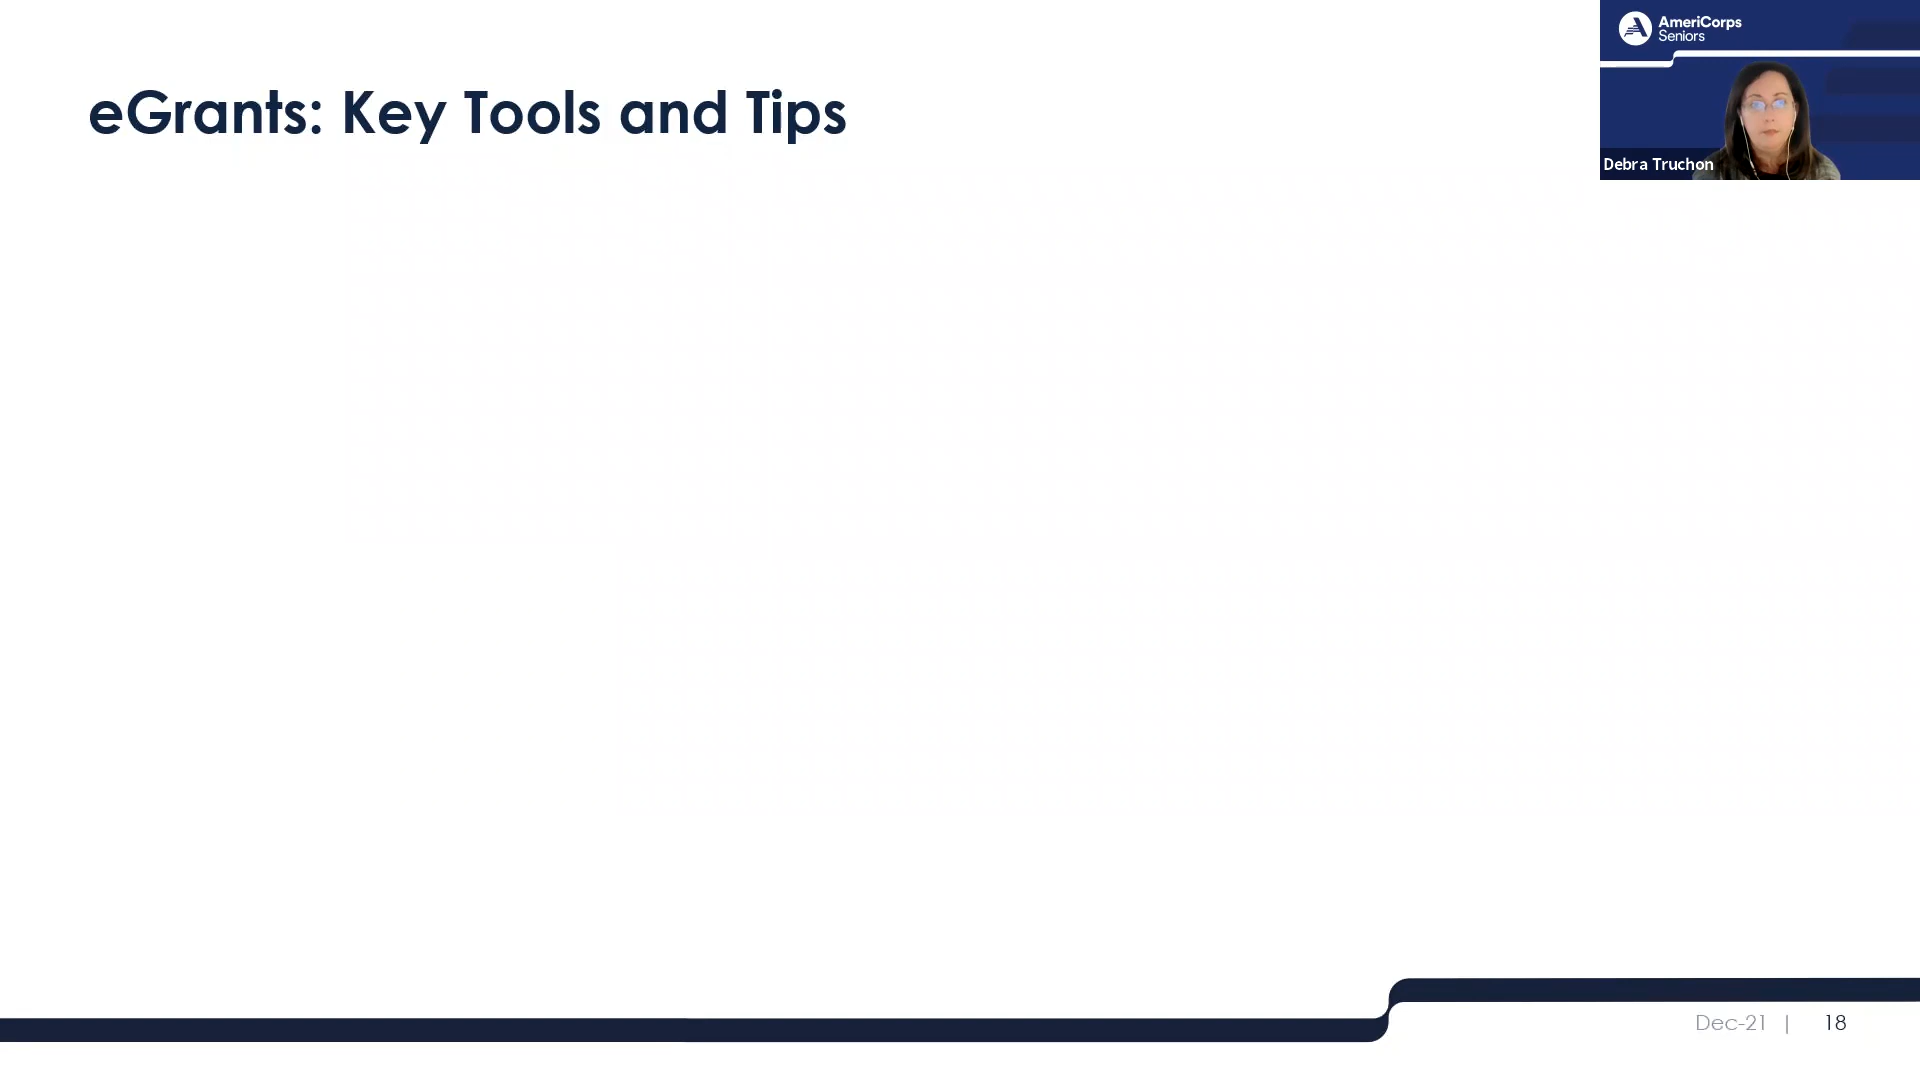 eGrants: Key Tools and Tips
AmeriCorps
Seniors
Debra Truchon
Dec-21 | 18